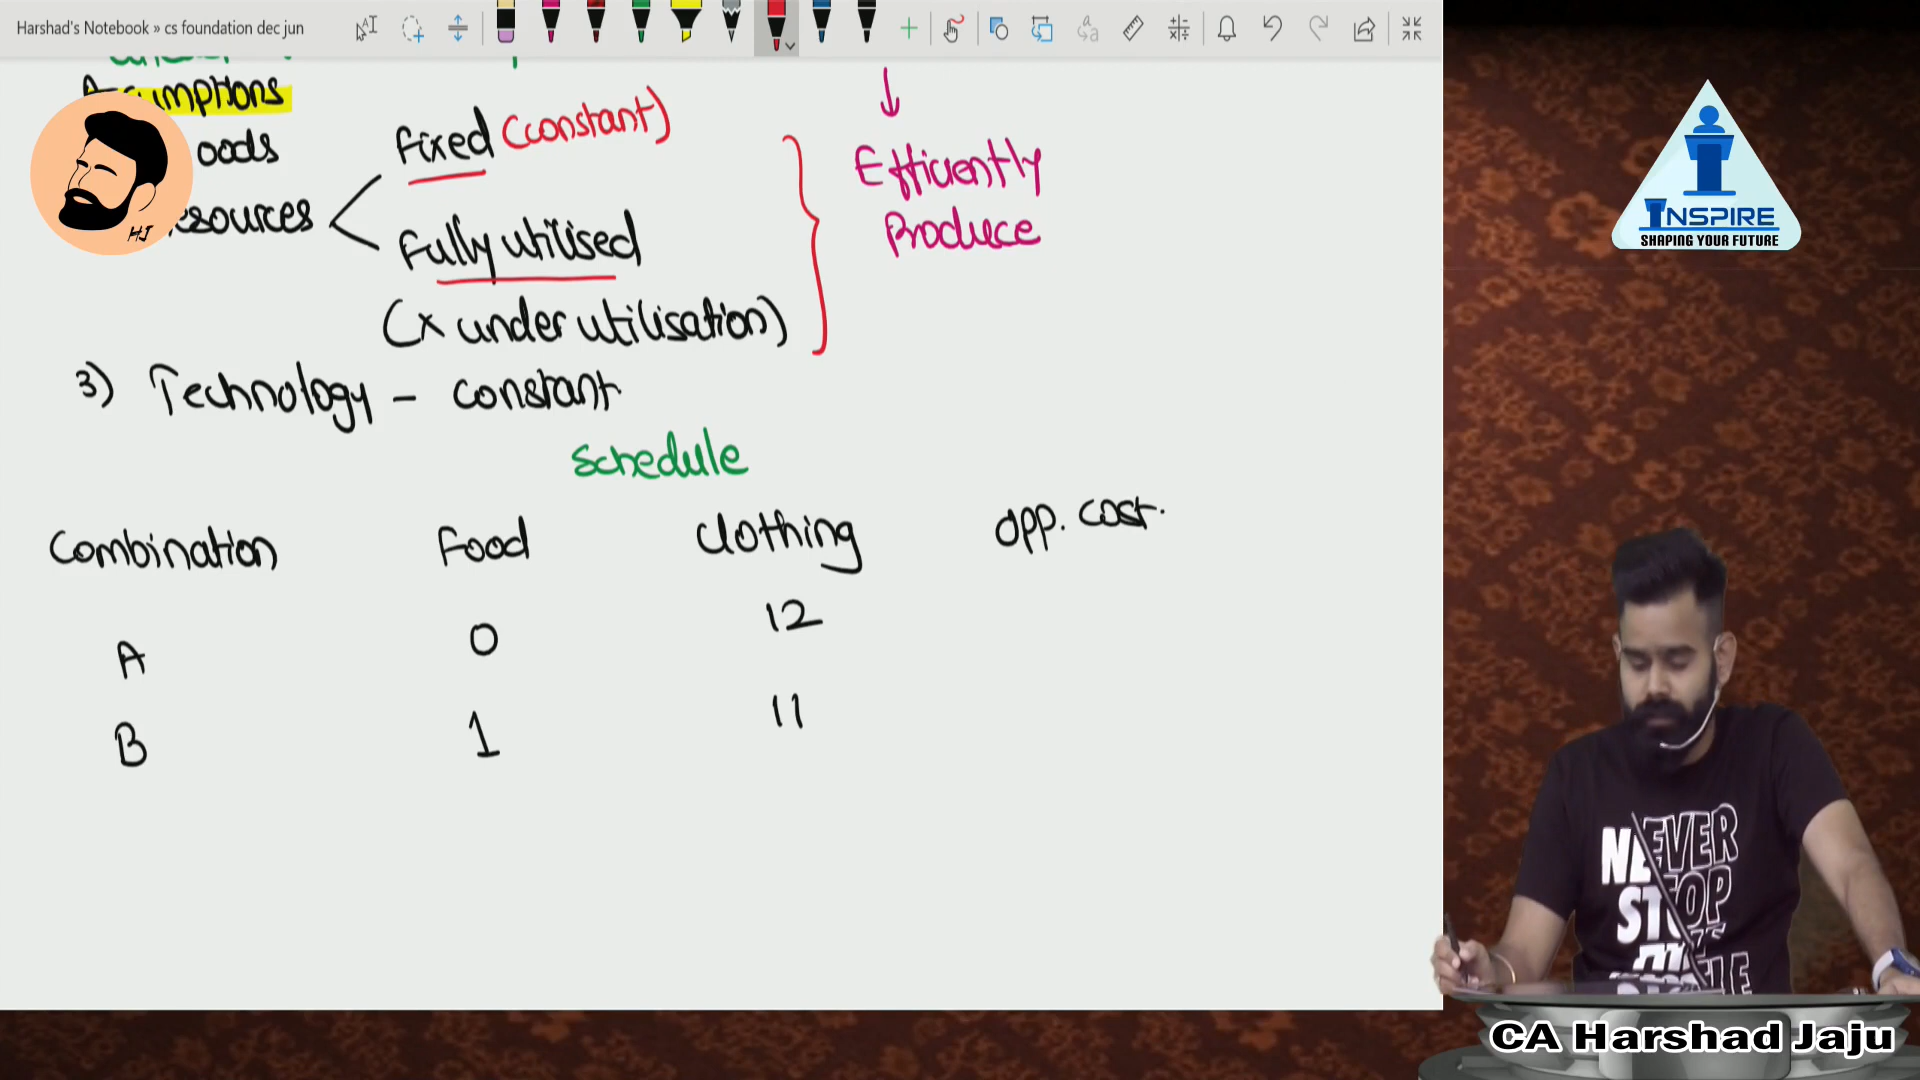 Harshad's Notebook » cs foundation dec jun
Assumptions
oods
esources
Fixed (constant)
Fully utilised
(x under utilisation)
Efficiently
Produce
3) Technology - constant
Schedule
Combination Food Clothing opp. cost.
A 0 12
B 1 11
HJ
INSPIRE
SHAPING YOUR FUTURE
NEVER
STOP
CA Harshad Jaju